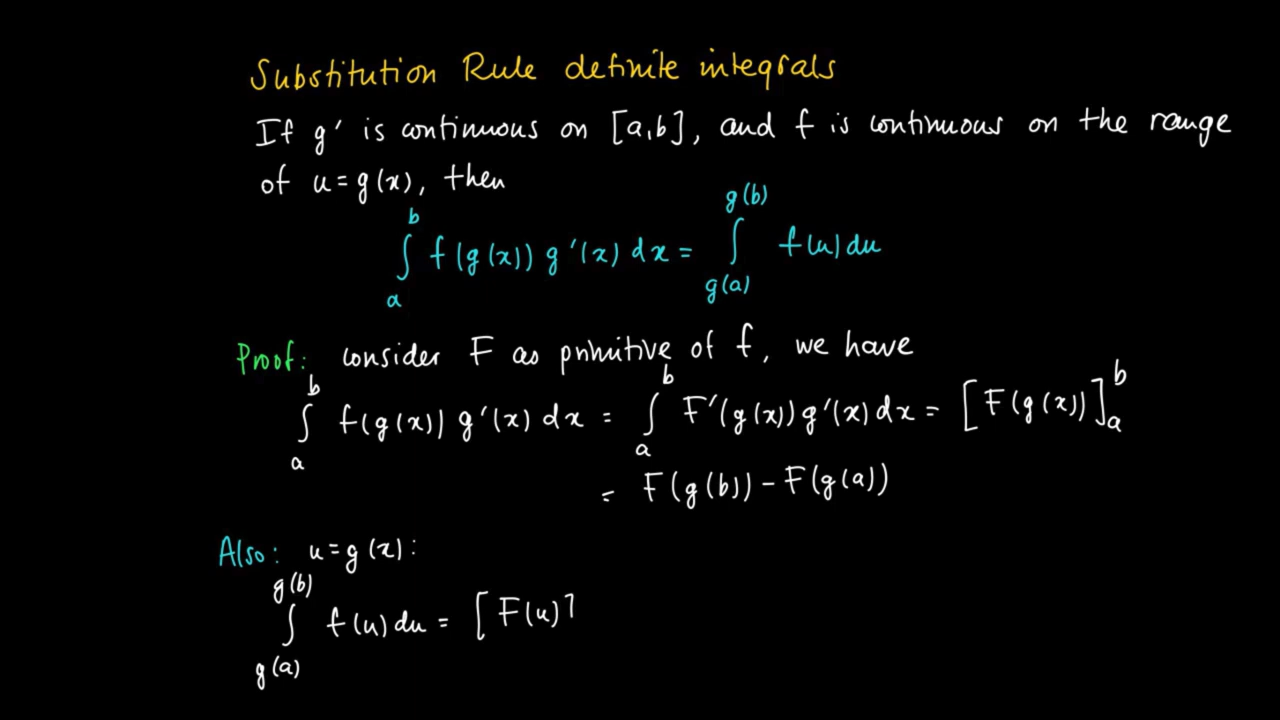 Substitution Rule definite integrals
If g' is continuous on [a,b], and f is continuous on the range
of u=g(x), then
∫_a^b f(g(x)) g'(x) dx = ∫_{g(a)}^{g(b)} f(u) du
Proof: consider F as primitive of f, we have
∫_a^b f(g(x)) g'(x) dx = ∫_a^b F'(g(x)) g'(x) dx = [F(g(x))]_a^b
= F(g(b)) - F(g(a))
Also: u=g(x):
∫_{g(a)}^{g(b)} f(u) du = [F(u)]